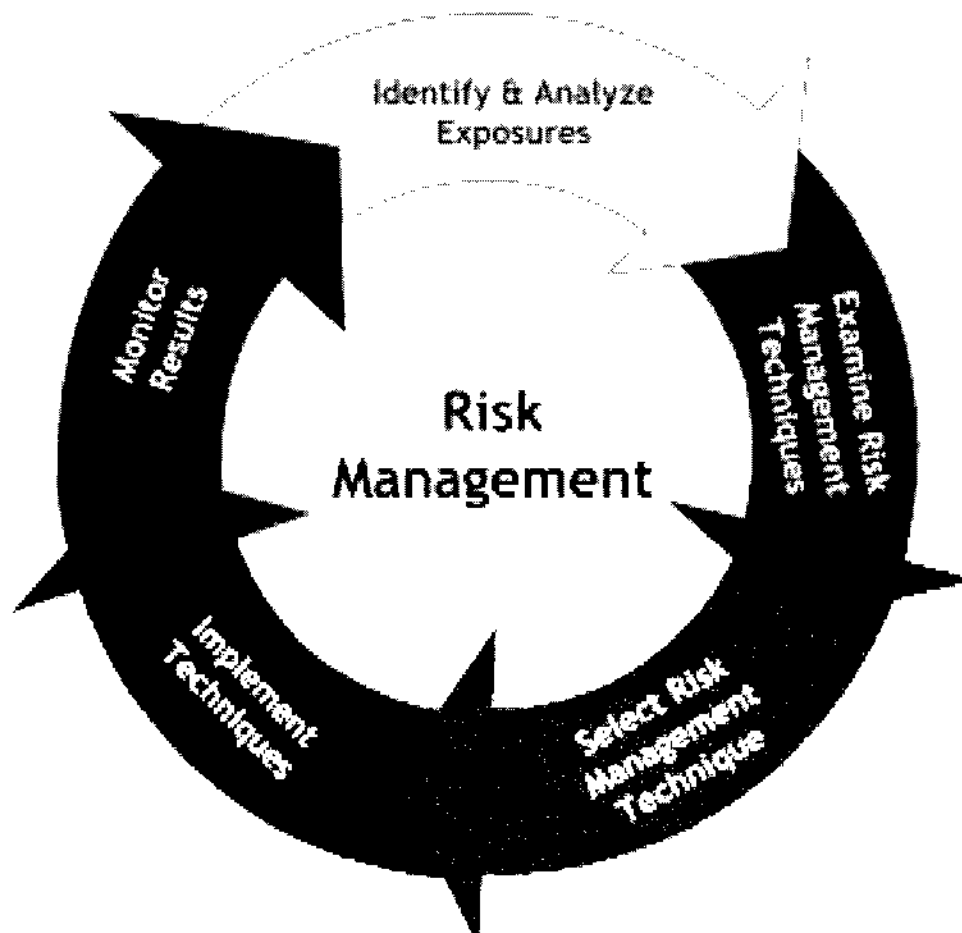 Identify & Analyze
Exposures
Examine Risk
Management
Techniques
Select Risk
Management
Technique
Implement
Techniques
Monitor
Results
Risk
Management